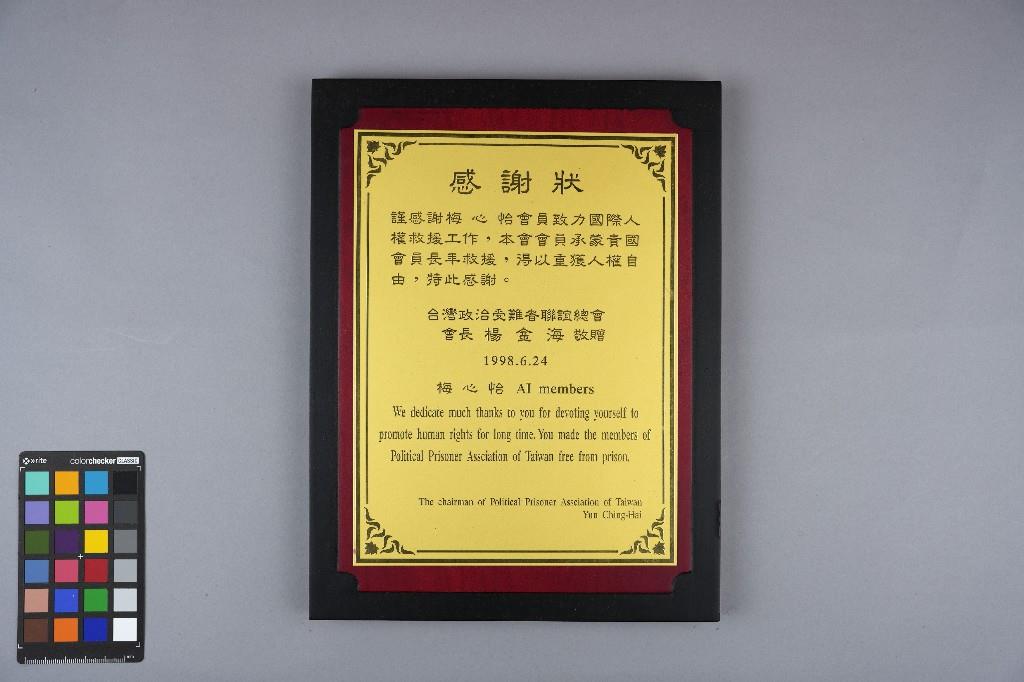 感謝狀
謹感謝梅 心 怡會員致力國際人
權救援工作，本會會員承蒙貴國
會員長年救援，得以重獲人權自
由，特此感謝。
台灣政治受難者聯誼總會
會長 楊 金 海 敬贈
1998.6.24
梅 心 怡 AI members
We dedicate much thanks to you for devoting yourself to
promote human rights for long time. You made the members of
Political Prisoner Assciation of Taiwan free from prison.
The chairman of Political Prisoner Assciation of Taiwan
Yun Ching-Hai
x-rite colorchecker CLASSIC